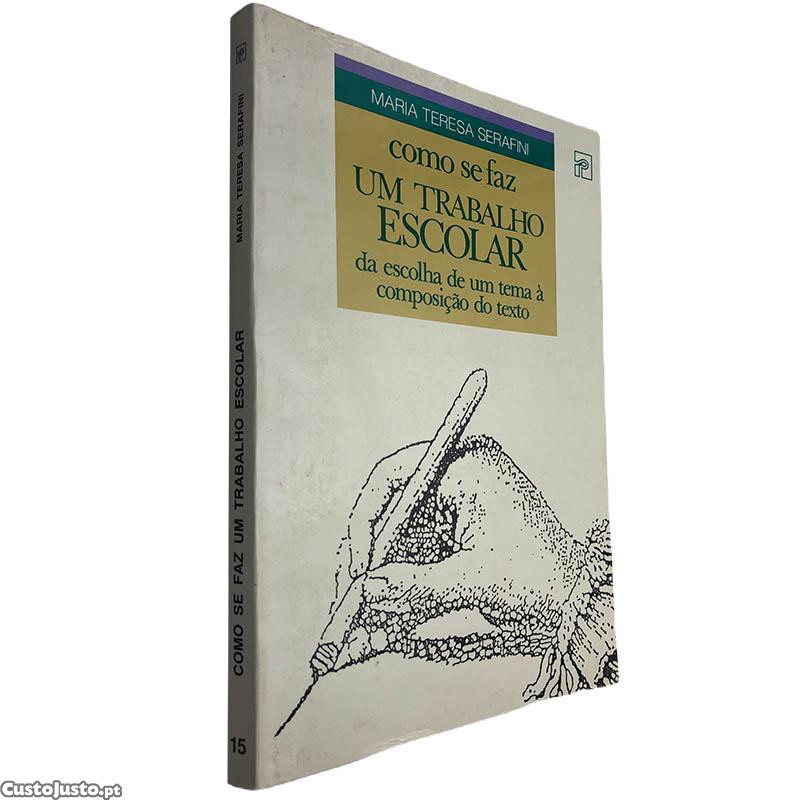 MARIA TERESA SERAFINI
COMO SE FAZ UM TRABALHO ESCOLAR
15
MARIA TERESA SERAFINI
como se faz
UM TRABALHO
ESCOLAR
da escolha de um tema à
composição do texto
CustoJusto.pt